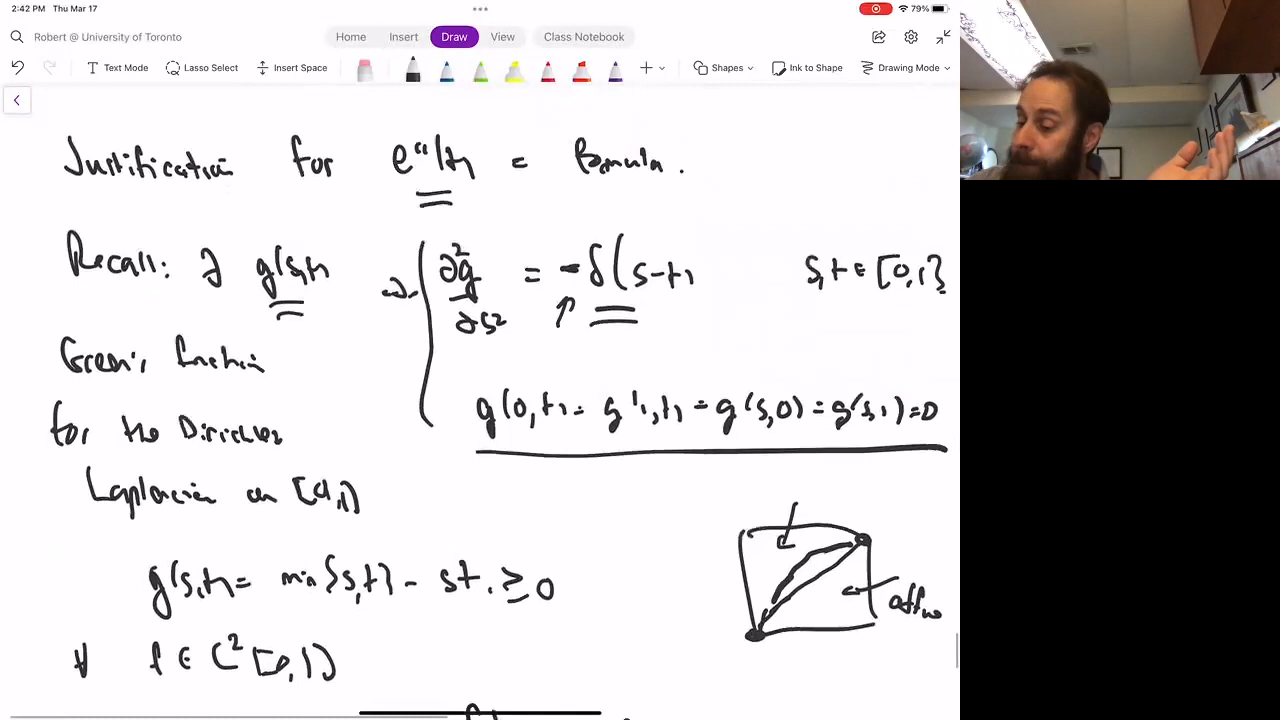 2:42 PM Thu Mar 17
79%
Robert @ University of Toronto
Home Insert Draw View Class Notebook
Text Mode Lasso Select Insert Space Shapes Ink to Shape Drawing Mode
Justification for e''(t) = formula.
Recall: ∃ g(s,t) ∂²g/∂s² = -δ(s-t) s,t ∈ [0,1]
Green's function
g(0,t) = g(1,t) = g(s,0) = g(s,1) = 0
for the Dirichlet
Laplacian on [0,1]
g(s,t) = min{s,t} - st. ≥ 0
affine
∀ f ∈ C²[0,1]